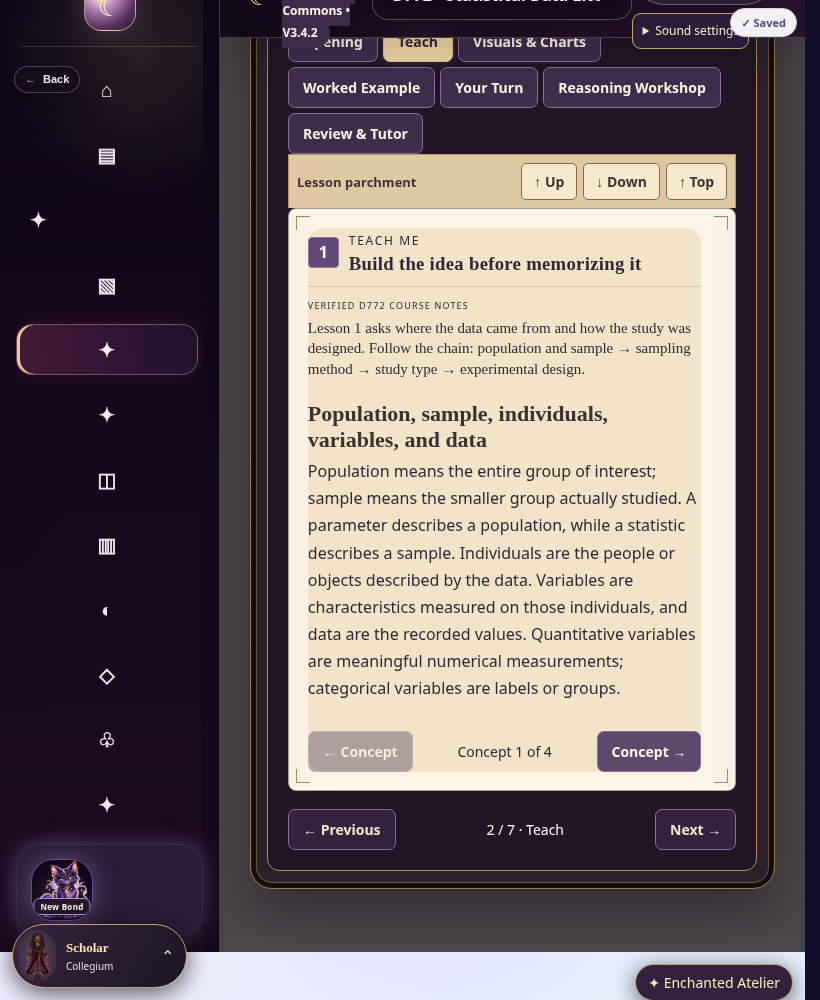 Commons •
V3.4.2
✓ Saved
▶ Sound settings
Teach
Visuals & Charts
← Back
Worked Example
Your Turn
Reasoning Workshop
Review & Tutor
Lesson parchment
↑ Up
↓ Down
↑ Top
1
TEACH ME
Build the idea before memorizing it
VERIFIED D772 COURSE NOTES
Lesson 1 asks where the data came from and how the study was
designed. Follow the chain: population and sample → sampling
method → study type → experimental design.
Population, sample, individuals,
variables, and data
Population means the entire group of interest;
sample means the smaller group actually studied. A
parameter describes a population, while a statistic
describes a sample. Individuals are the people or
objects described by the data. Variables are
characteristics measured on those individuals, and
data are the recorded values. Quantitative variables
are meaningful numerical measurements;
categorical variables are labels or groups.
← Concept
Concept 1 of 4
Concept →
← Previous
2 / 7 · Teach
Next →
New Bond
Scholar
Collegium
✦ Enchanted Atelier